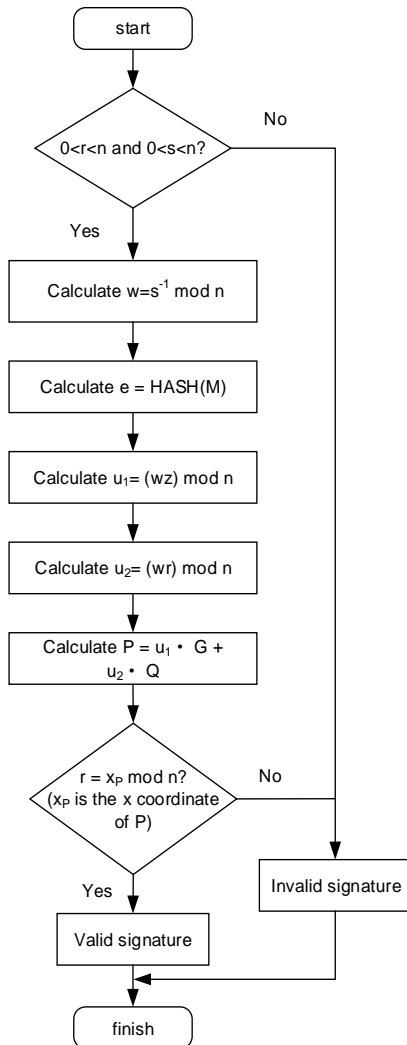 start
No
0<r<n and 0<s<n?
Yes
Calculate w=s⁻¹ mod n
Calculate e = HASH(M)
Calculate u₁= (wz) mod n
Calculate u₂= (wr) mod n
Calculate P = u₁ • G +
u₂ • Q
r = xₚ mod n?
(xₚ is the x coordinate
of P)
No
Yes
Invalid signature
Valid signature
finish